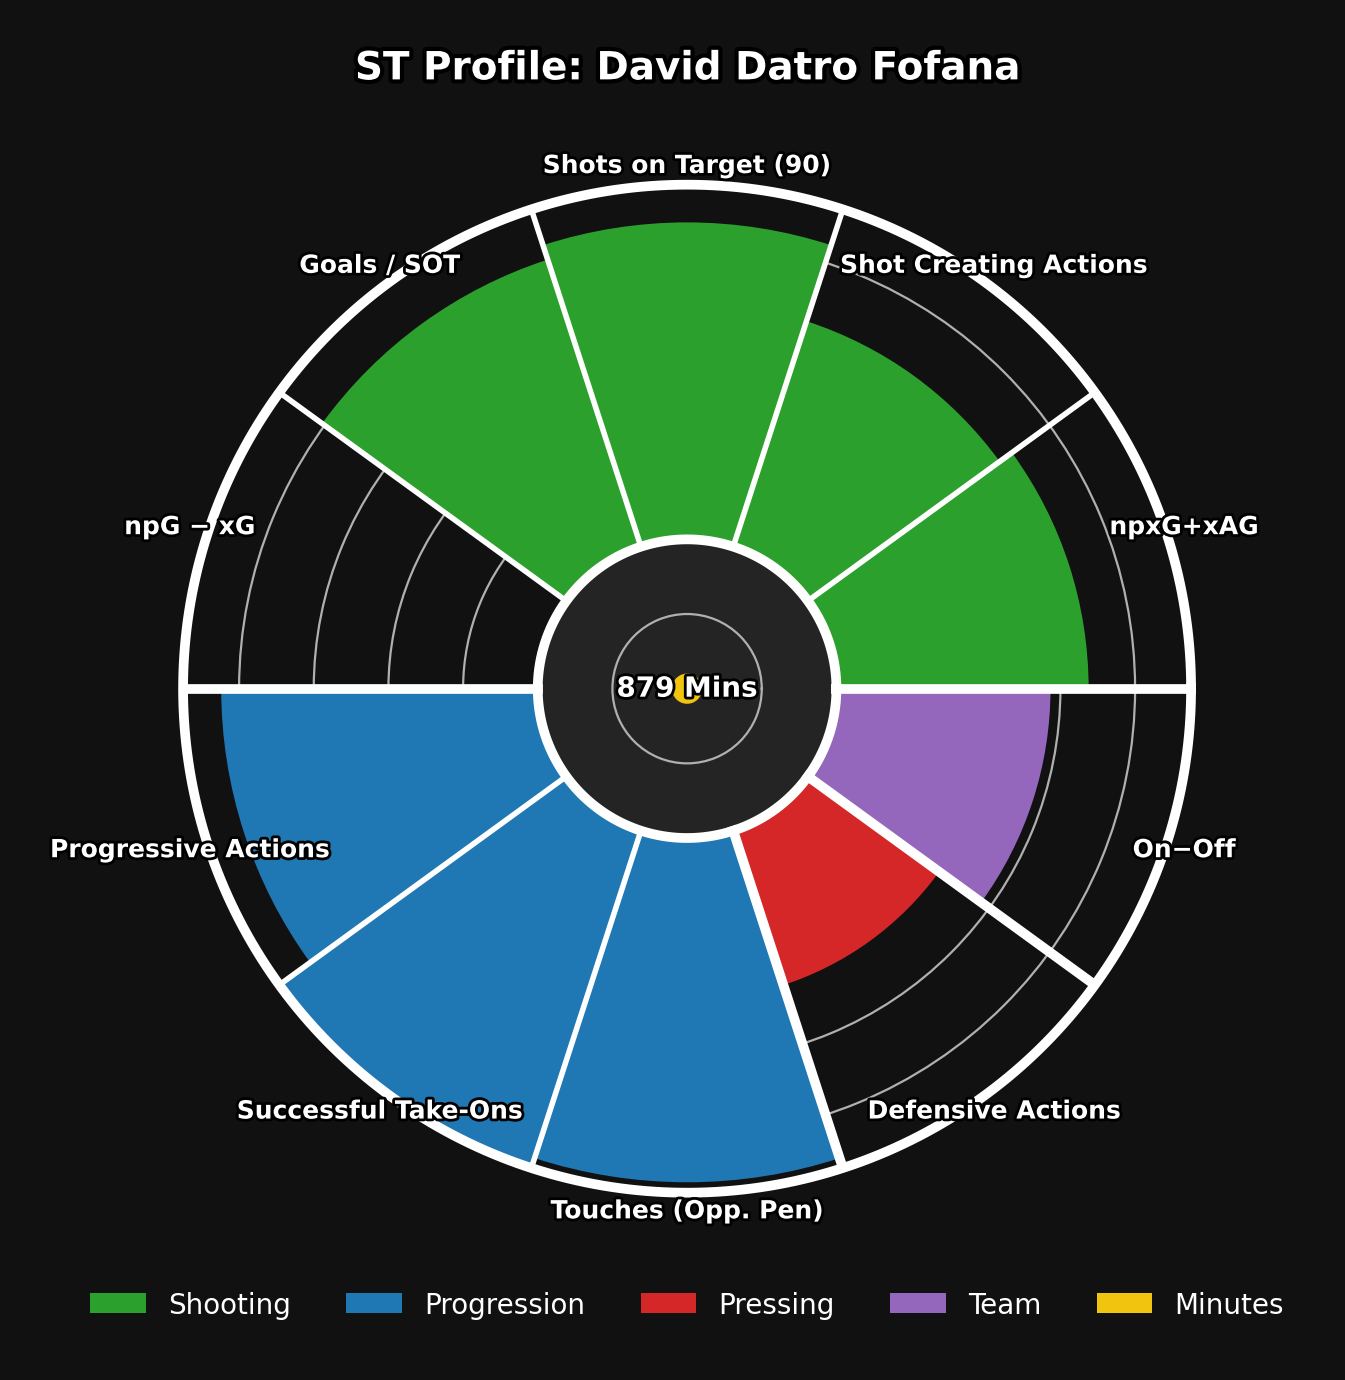 ST Profile: David Datro Fofana
Shots on Target (90)
Goals / SOT
Shot Creating Actions
npG − xG
npxG+xAG
879 Mins
Progressive Actions
On−Off
Successful Take-Ons
Defensive Actions
Touches (Opp. Pen)
Shooting
Progression
Pressing
Team
Minutes